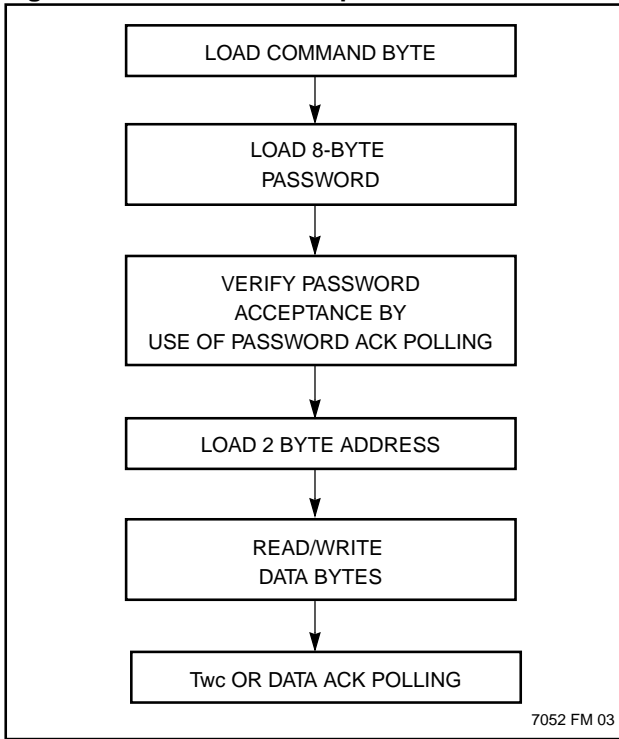 LOAD COMMAND BYTE
LOAD 8-BYTE
PASSWORD
VERIFY PASSWORD
ACCEPTANCE BY
USE OF PASSWORD ACK POLLING
LOAD 2 BYTE ADDRESS
READ/WRITE
DATA BYTES
Twc OR DATA ACK POLLING
7052 FM 03